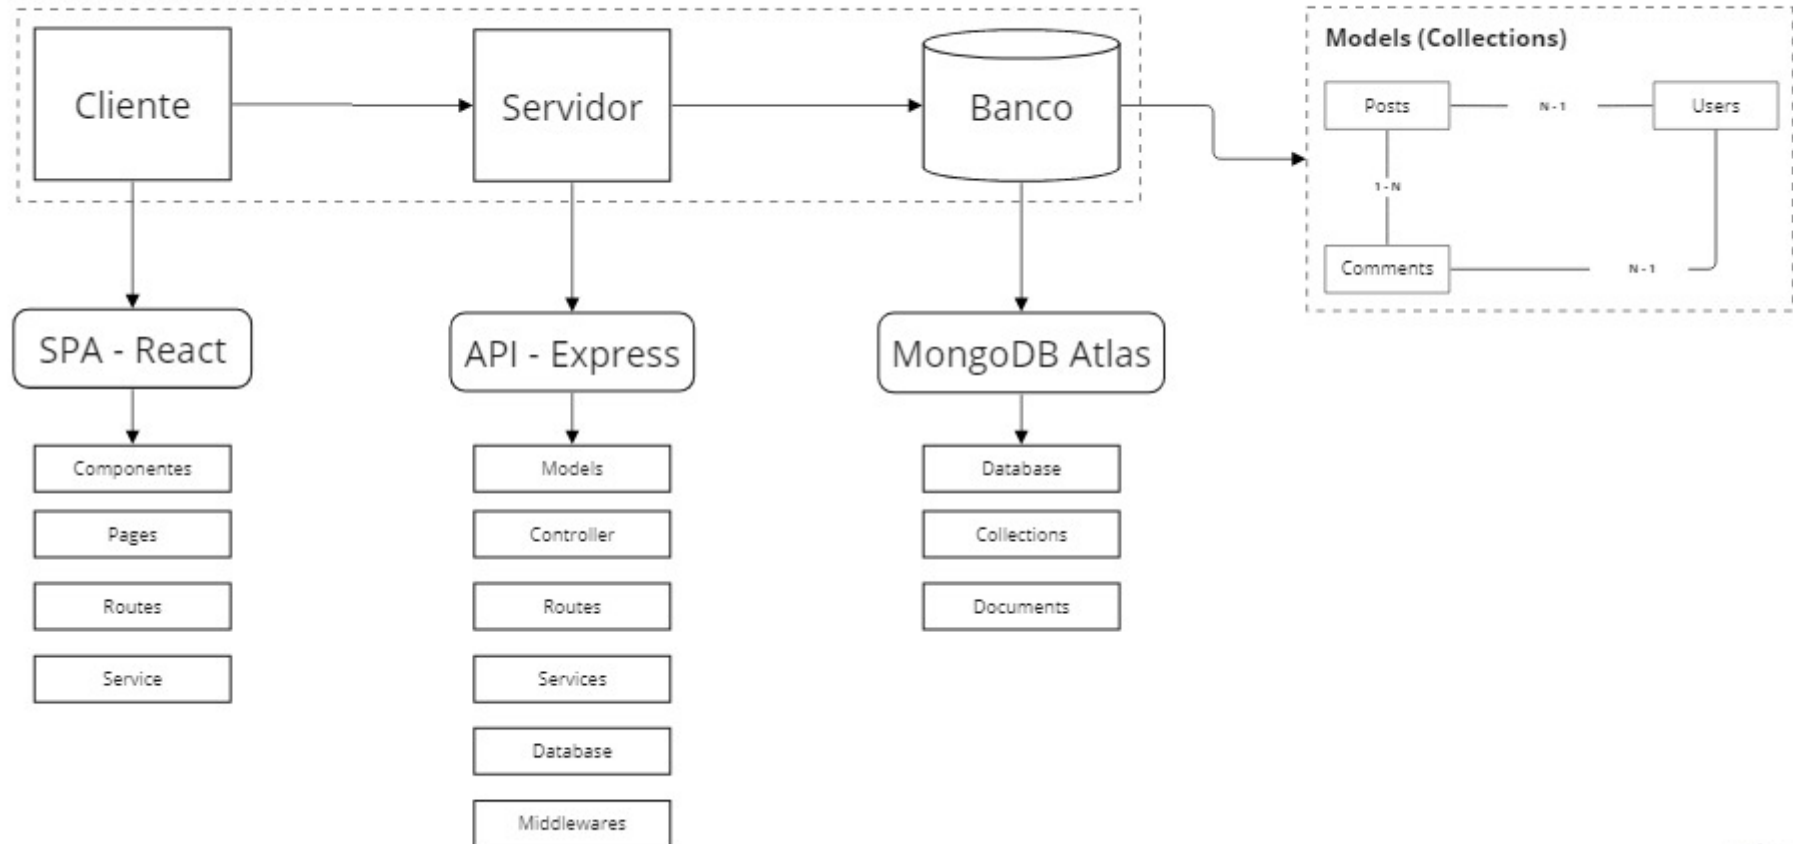 Cliente
Servidor
Banco
Models (Collections)
Posts
N - 1
Users
1 - N
Comments
N - 1
SPA - React
API - Express
MongoDB Atlas
Componentes
Models
Database
Pages
Controller
Collections
Routes
Routes
Documents
Service
Services
Database
Middlewares